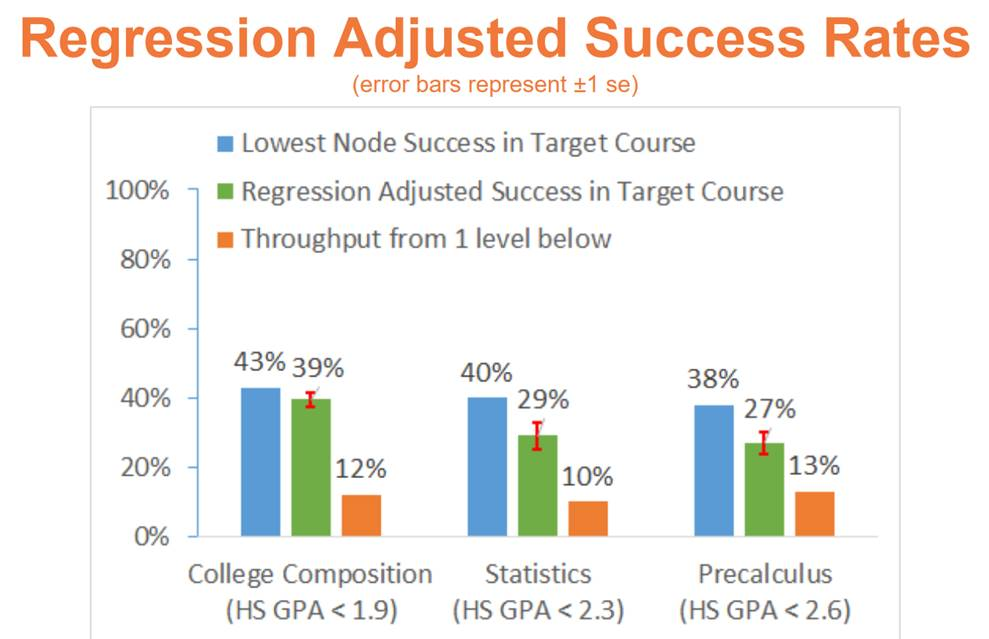 Regression Adjusted Success Rates
(error bars represent ±1 se)
Lowest Node Success in Target Course
Regression Adjusted Success in Target Course
Throughput from 1 level below
100%
80%
60%
40%
20%
0%
43% 39% 12%
40% 29% 10%
38% 27% 13%
College Composition
(HS GPA < 1.9)
Statistics
(HS GPA < 2.3)
Precalculus
(HS GPA < 2.6)